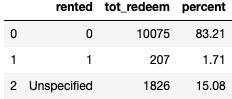 rented tot_redeem percent
0 0 10075 83.21
1 1 207 1.71
2 Unspecified 1826 15.08